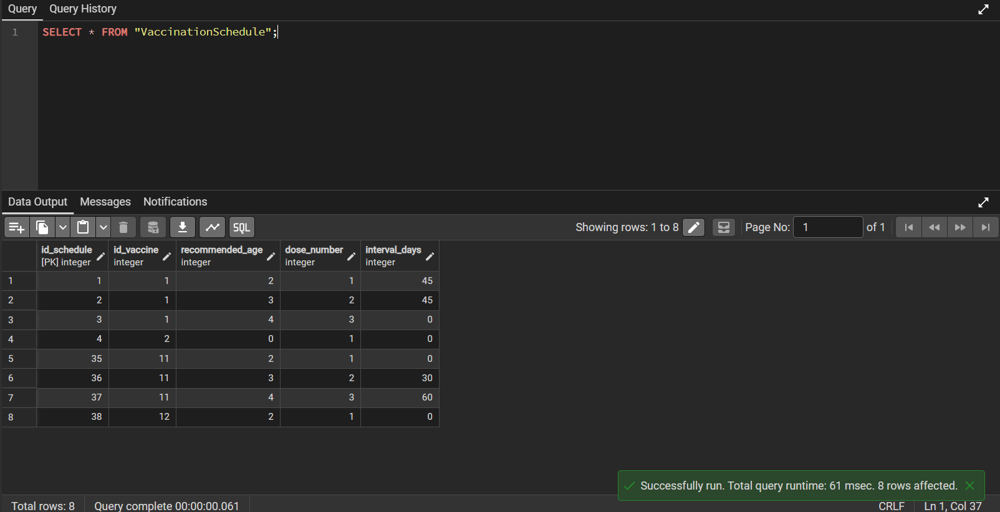 Query Query History
1 SELECT * FROM "VaccinationSchedule";
Data Output Messages Notifications
SQL Showing rows: 1 to 8 Page No: 1 of 1
id_schedule id_vaccine recommended_age dose_number interval_days
[PK] integer integer integer integer integer
1 1 1 2 1 45
2 2 1 3 2 45
3 3 1 4 3 0
4 4 2 0 1 0
5 35 11 2 1 0
6 36 11 3 2 30
7 37 11 4 3 60
8 38 12 2 1 0
Successfully run. Total query runtime: 61 msec. 8 rows affected.
Total rows: 8 Query complete 00:00:00.061 CRLF Ln 1, Col 37